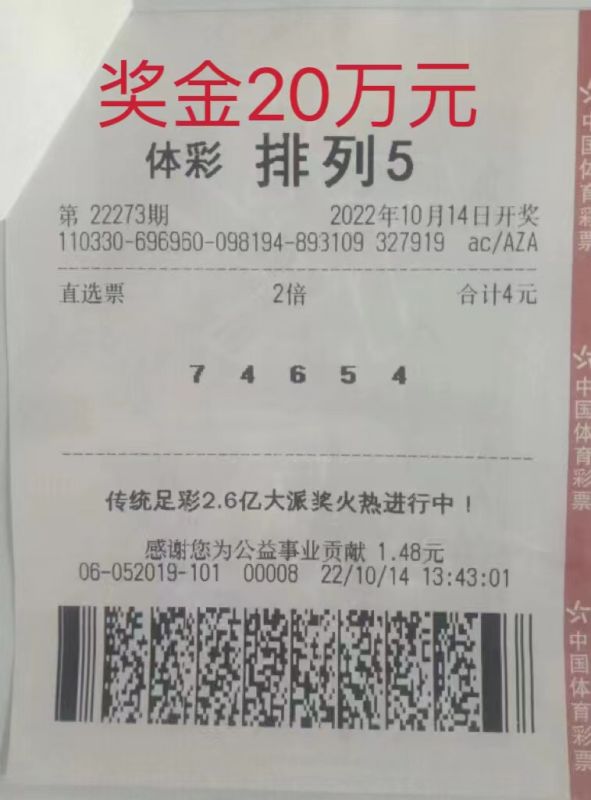 奖金20万元
体彩 排列5
第 22273期 2022年10月14日开奖
110330-696960-098194-893109 327919 ac/AZA
直选票 2倍 合计4元
7 4 6 5 4
传统足彩2.6亿大派奖火热进行中！
感谢您为公益事业贡献 1.48元
06-052019-101 00008 22/10/14 13:43:01
中国体育彩票
中国体育彩票
中国体育彩票